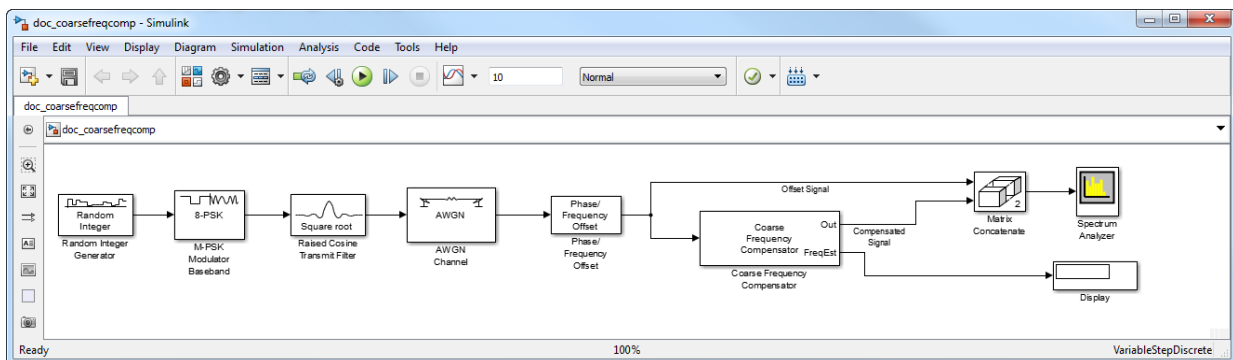 doc_coarsefreqcomp - Simulink
File Edit View Display Diagram Simulation Analysis Code Tools Help
10 Normal
doc_coarsefreqcomp
doc_coarsefreqcomp
Random
Integer
Random Integer
Generator
8-PSK
M-PSK
Modulator
Baseband
Square root
Raised Cosine
Transmit Filter
AWGN
AWGN
Channel
Phase/
Frequency
Offset
Phase/
Frequency
Offset
Offset Signal
Coarse
Frequency
Compensator
Out
FreqEst
Coarse Frequency
Compensator
Compensated
Signal
2
Matrix
Concatenate
Spectrum
Analyzer
Display
Ready 100% VariableStepDiscrete